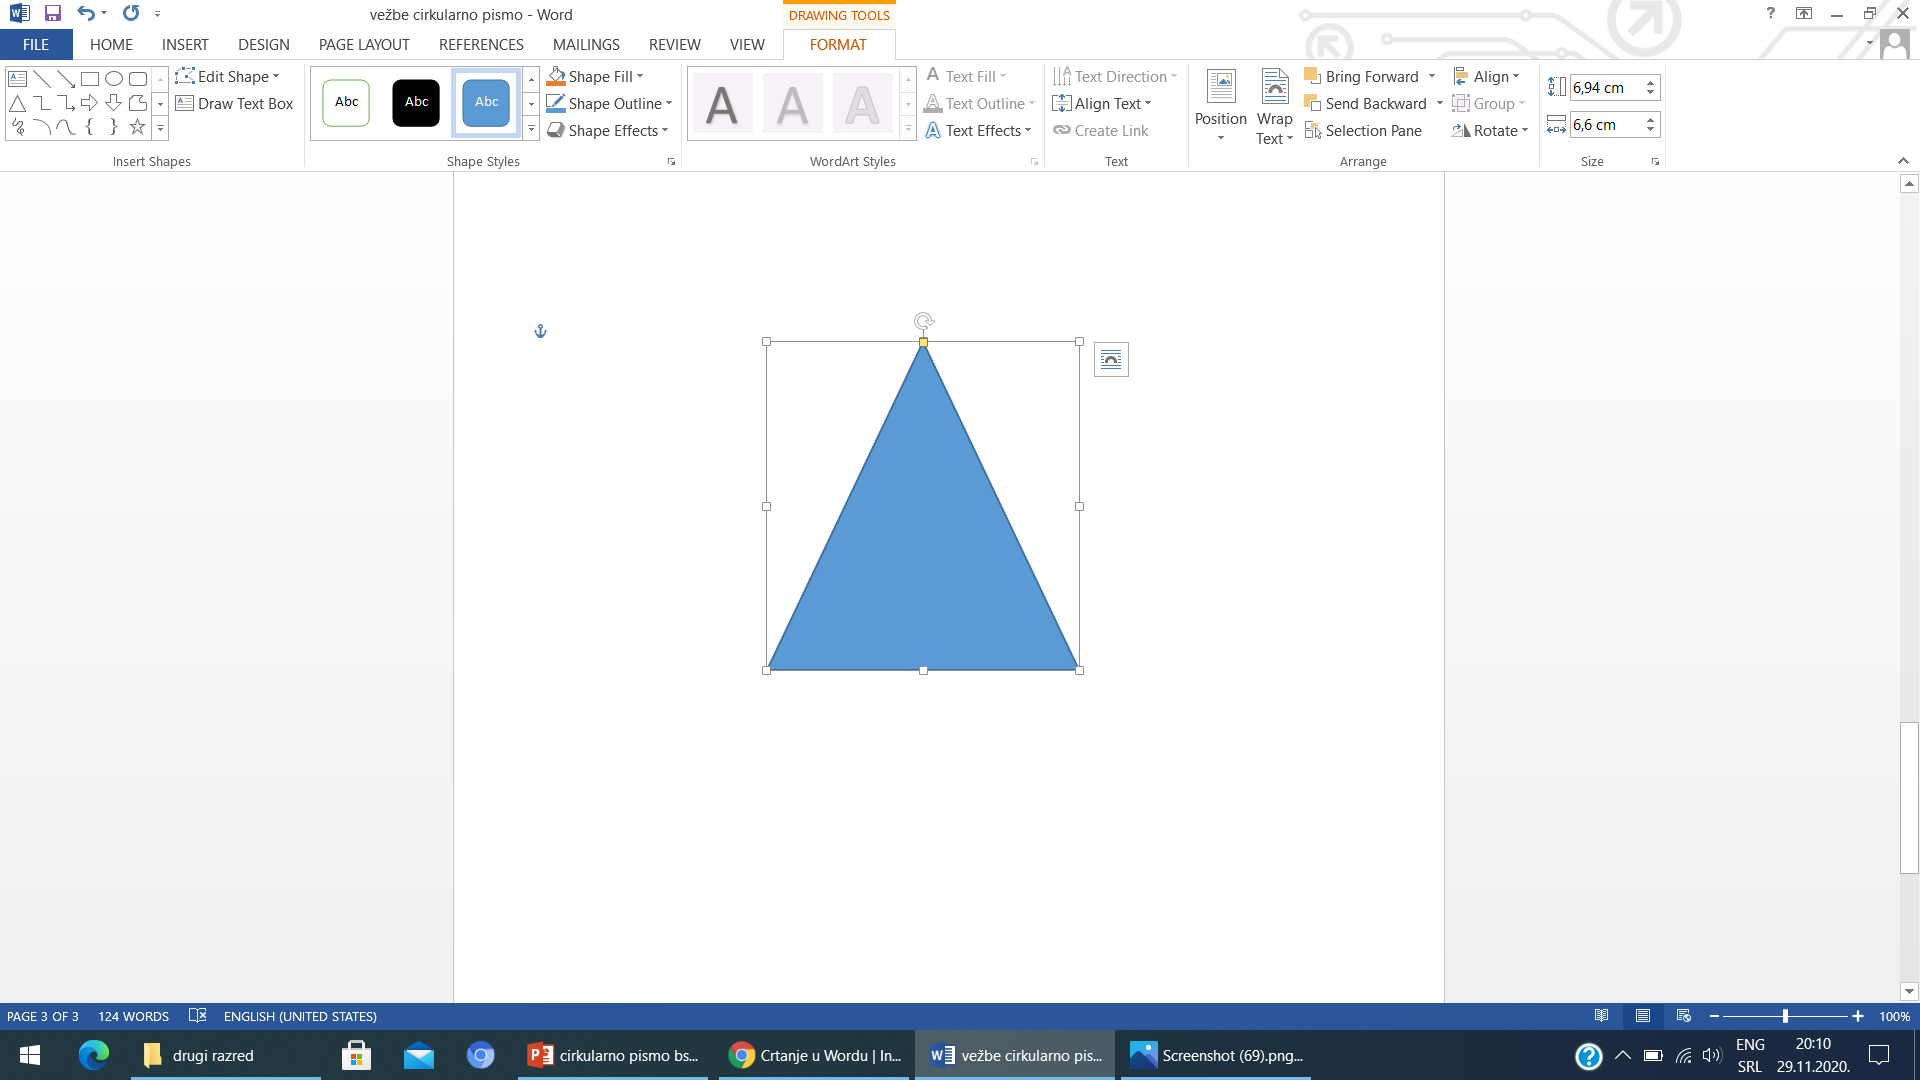 vežbe cirkularno pismo - Word
DRAWING TOOLS
?
FILE HOME INSERT DESIGN PAGE LAYOUT REFERENCES MAILINGS REVIEW VIEW FORMAT
Edit Shape
Draw Text Box
Insert Shapes
Abc Abc Abc
Shape Fill
Shape Outline
Shape Effects
Shape Styles
A A A
WordArt Styles
Text Fill
Text Outline
Text Effects
Text Direction
Align Text
Create Link
Text
Position
Wrap
Text
Bring Forward
Send Backward
Selection Pane
Align
Group
Rotate
Arrange
6,94 cm
6,6 cm
Size
PAGE 3 OF 3 124 WORDS ENGLISH (UNITED STATES) 100%
drugi razred
cirkularno pismo bs...
Crtanje u Wordu | In...
vežbe cirkularno pis...
Screenshot (69).png...
ENG
SRL
20:10
29.11.2020.